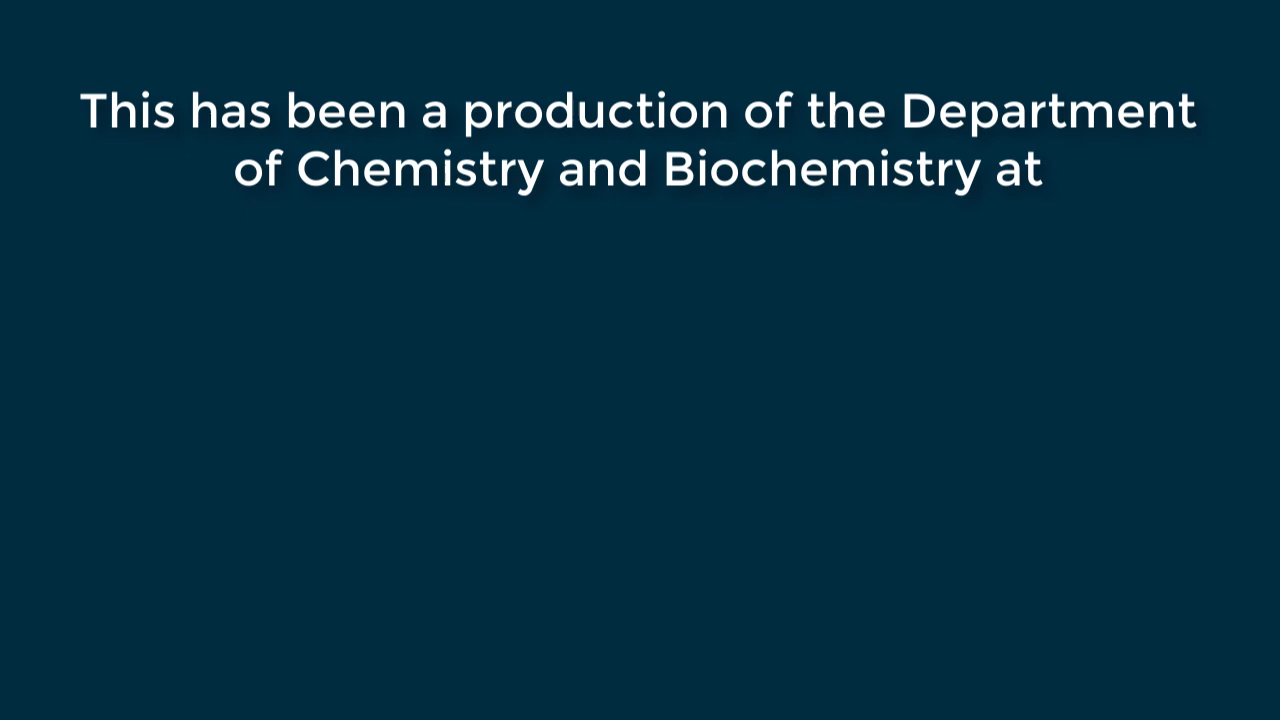 This has been a production of the Department
of Chemistry and Biochemistry at